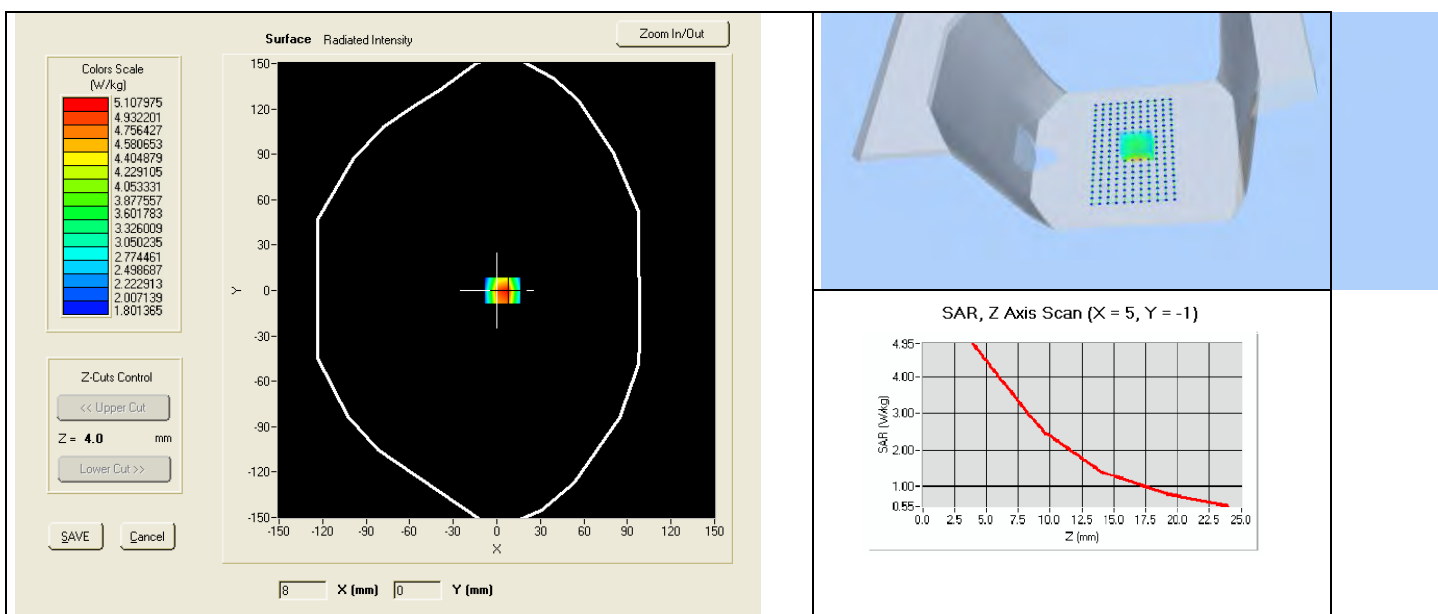 Surface Radiated Intensity
Zoom In/Out
Colors Scale
(W/kg)
5.107975
4.932201
4.756427
4.580653
4.404879
4.229105
4.053331
3.877557
3.601783
3.326009
3.050235
2.774461
2.498687
2.222913
2.007139
1.801365
Z-Cuts Control
<< Upper Cut
Z = 4.0 mm
Lower Cut >>
SAVE
Cancel
150
120
90
60
30
0
-30
-60
-90
-120
-150
Y
-150 -120 -90 -60 -30 0 30 60 90 120 150
X
8 X (mm) 0 Y (mm)
SAR, Z Axis Scan (X = 5, Y = -1)
SAR (W/kg)
4.95
4.00
3.00
2.00
1.00
0.55
0.0 2.5 5.0 7.5 10.0 12.5 15.0 17.5 20.0 22.5 25.0
Z (mm)